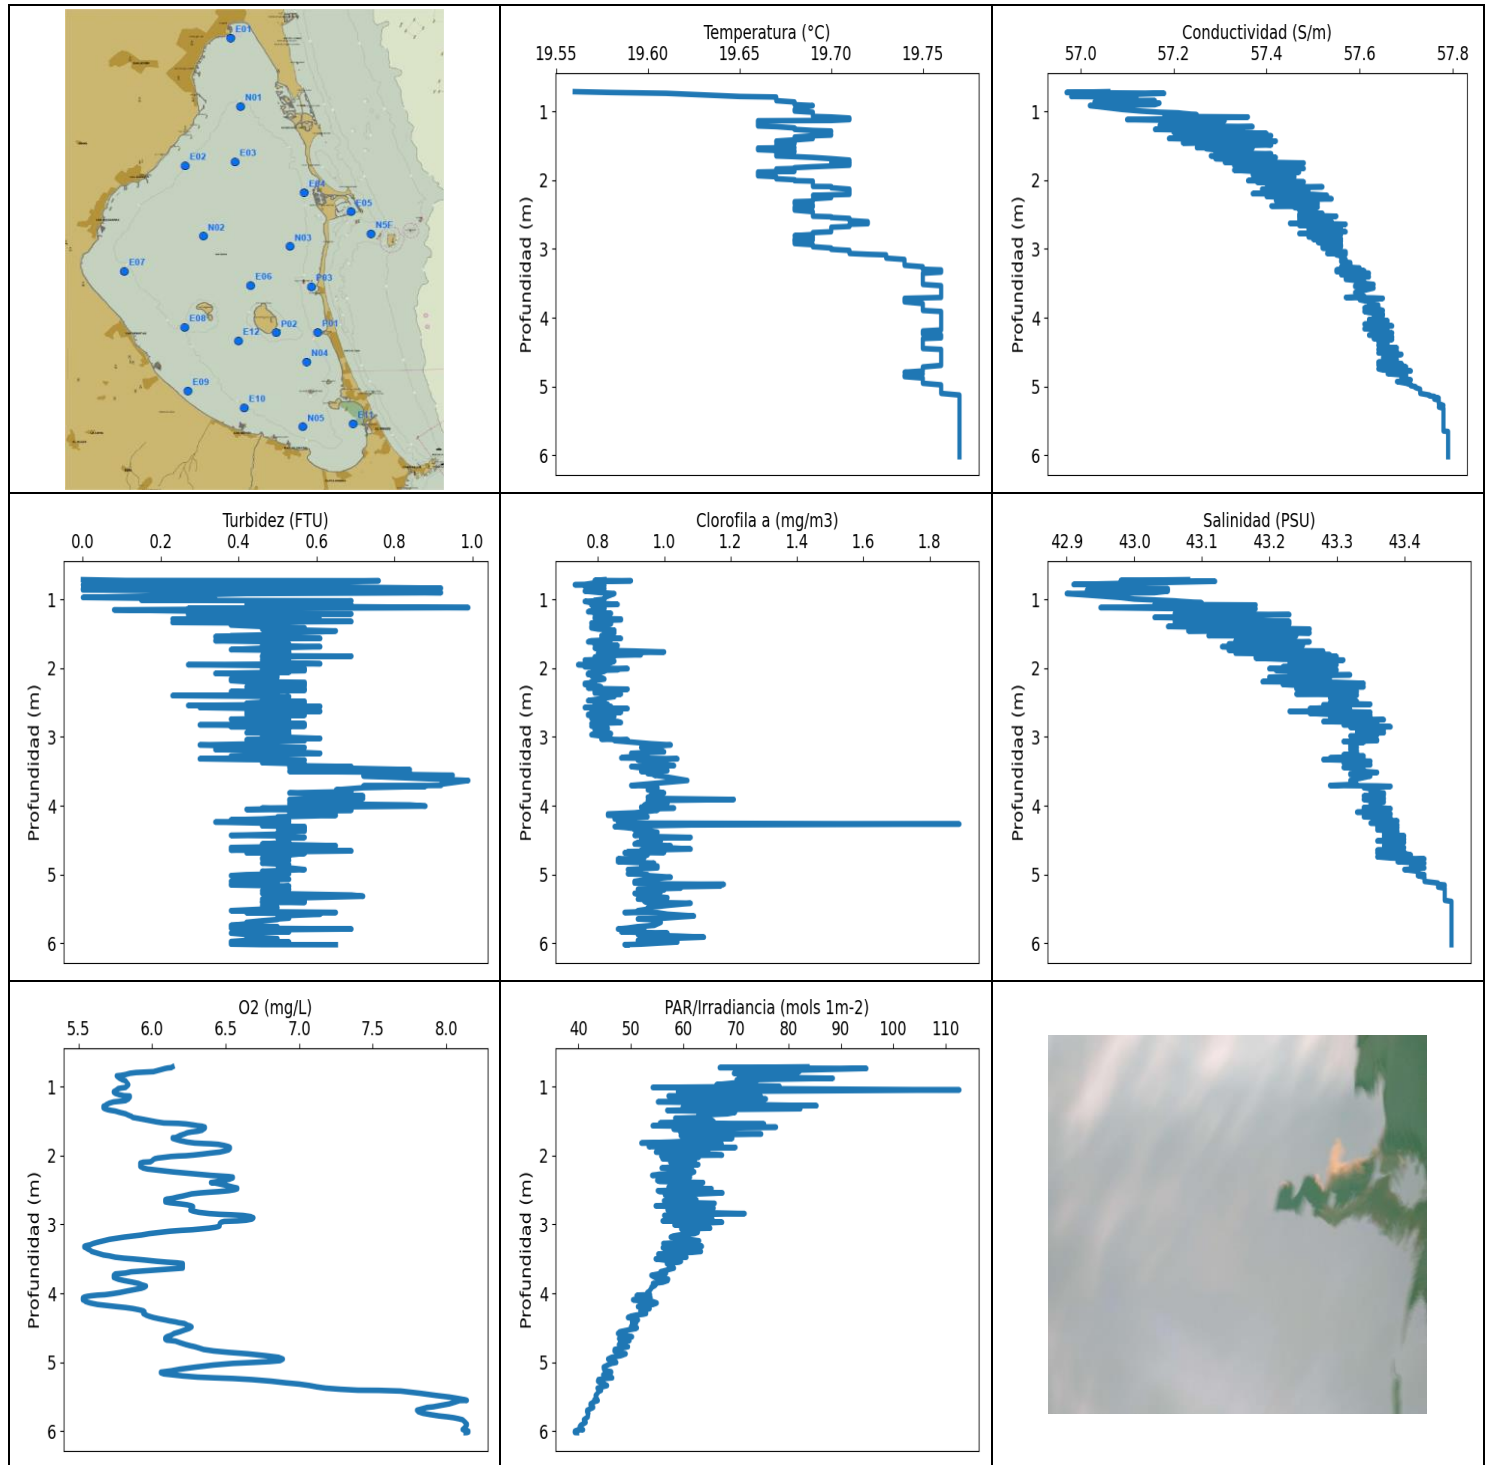 E01
N01
E02
E03
E04
E05
N5F
N02
N03
E07
E06
P03
E08
P02
P01
E12
N04
E09
E10
N05
E11
Temperatura (°C)
19.55 19.60 19.65 19.70 19.75
Profundidad (m)
1
2
3
4
5
6
Conductividad (S/m)
57.0 57.2 57.4 57.6 57.8
Profundidad (m)
1
2
3
4
5
6
Turbidez (FTU)
0.0 0.2 0.4 0.6 0.8 1.0
Profundidad (m)
1
2
3
4
5
6
Clorofila a (mg/m3)
0.8 1.0 1.2 1.4 1.6 1.8
Profundidad (m)
1
2
3
4
5
6
Salinidad (PSU)
42.9 43.0 43.1 43.2 43.3 43.4
Profundidad (m)
1
2
3
4
5
6
O2 (mg/L)
5.5 6.0 6.5 7.0 7.5 8.0
Profundidad (m)
1
2
3
4
5
6
PAR/Irradiancia (mols 1m-2)
40 50 60 70 80 90 100 110
Profundidad (m)
1
2
3
4
5
6